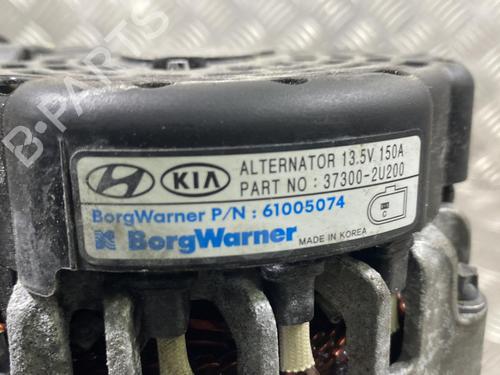 KIA
ALTERNATOR 13.5V 150A
PART NO : 37300-2U200
BorgWarner P/N : 61005074
BorgWarner
MADE IN KOREA
C
B-PARTS